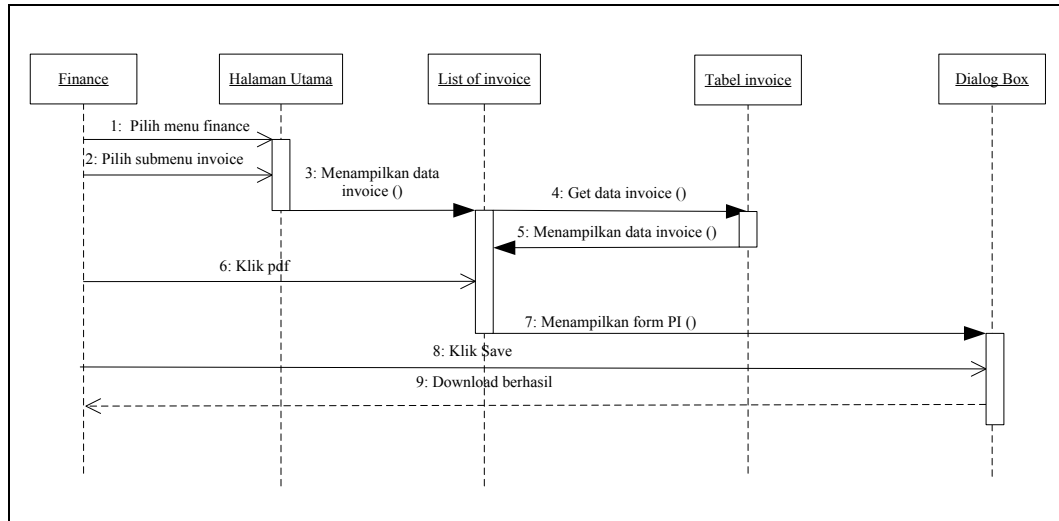 Finance
Halaman Utama
List of invoice
Tabel invoice
Dialog Box
1: Pilih menu finance
2: Pilih submenu invoice
3: Menampilkan data
invoice ()
4: Get data invoice ()
5: Menampilkan data invoice ()
6: Klik pdf
7: Menampilkan form PI ()
8: Klik Save
9: Download berhasil